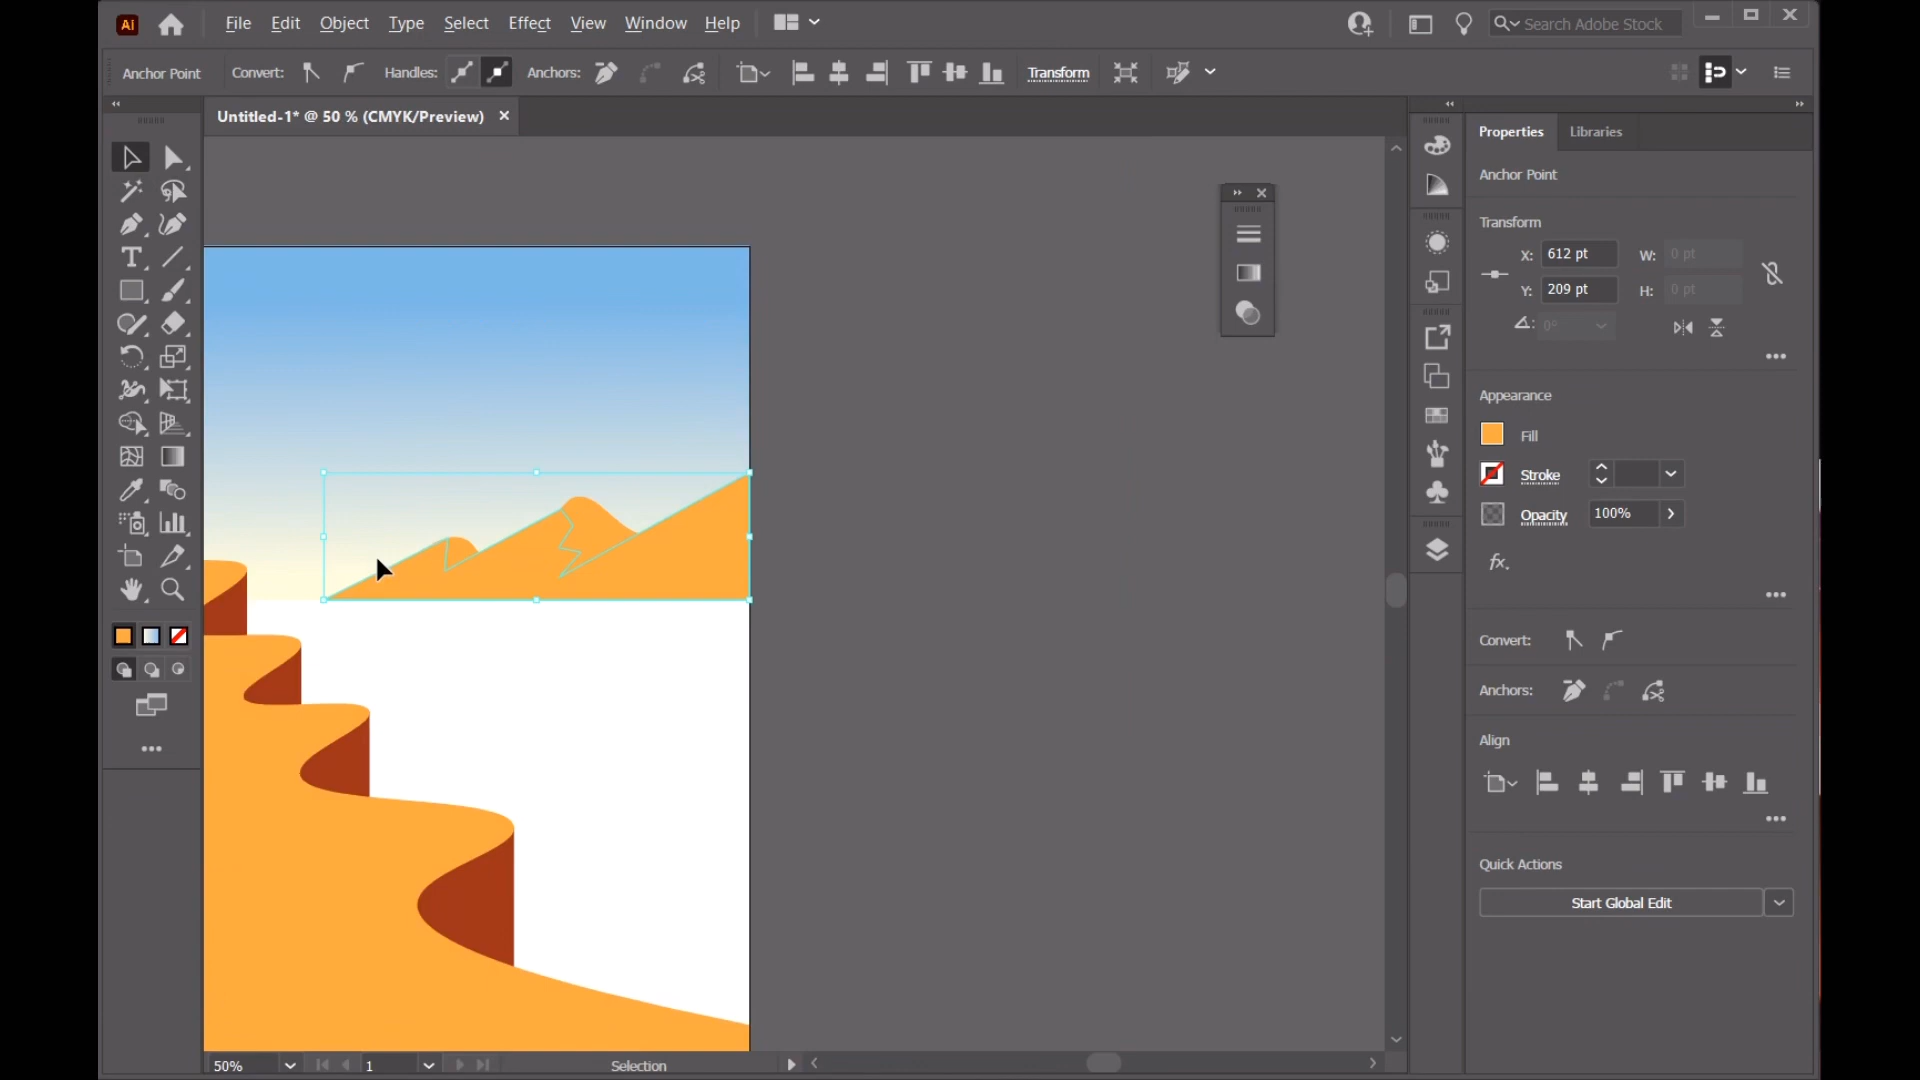 Ai File Edit Object Type Select Effect View Window Help Search Adobe Stock
Anchor Point Convert: Handles: Anchors: Transform
Untitled-1* @ 50 % (CMYK/Preview)
Properties Libraries
Anchor Point
Transform
X: 612 pt W: 0 pt
Y: 209 pt H: 0 pt
0°
Appearance
Fill
Stroke
Opacity 100%
fx.
Convert:
Anchors:
Align
Quick Actions
Start Global Edit
50% 1 Selection